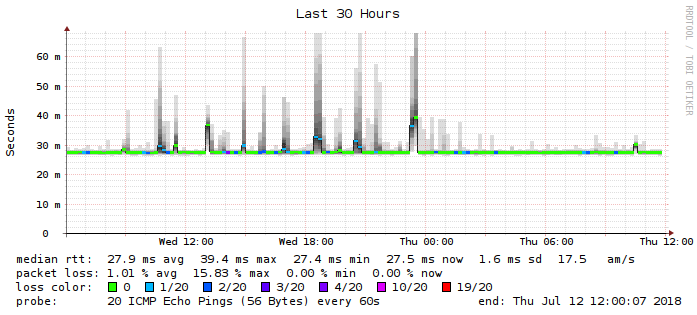 Last 30 Hours
RRDTOOL / TOBI OETIKER
Seconds
60 m
50 m
40 m
30 m
20 m
10 m
0
Wed 12:00 Wed 18:00 Thu 00:00 Thu 06:00 Thu 12:00
median rtt: 27.9 ms avg 39.4 ms max 27.4 ms min 27.5 ms now 1.6 ms sd 17.5 am/s
packet loss: 1.01 % avg 15.83 % max 0.00 % min 0.00 % now
loss color: 0 1/20 2/20 3/20 4/20 10/20 19/20
probe: 20 ICMP Echo Pings (56 Bytes) every 60s end: Thu Jul 12 12:00:07 2018